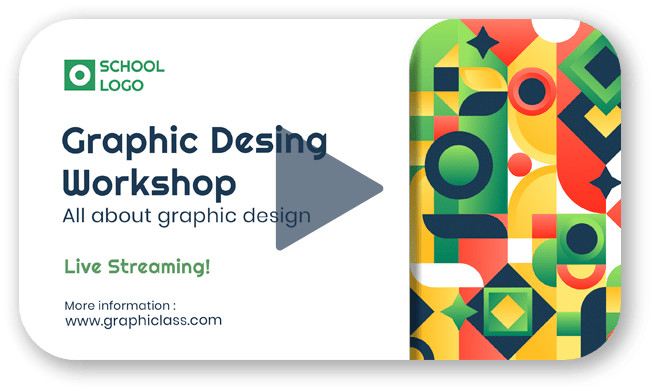 SCHOOL
LOGO
Graphic Desing
Workshop
All about graphic design
Live Streaming!
More information :
www.graphiclass.com